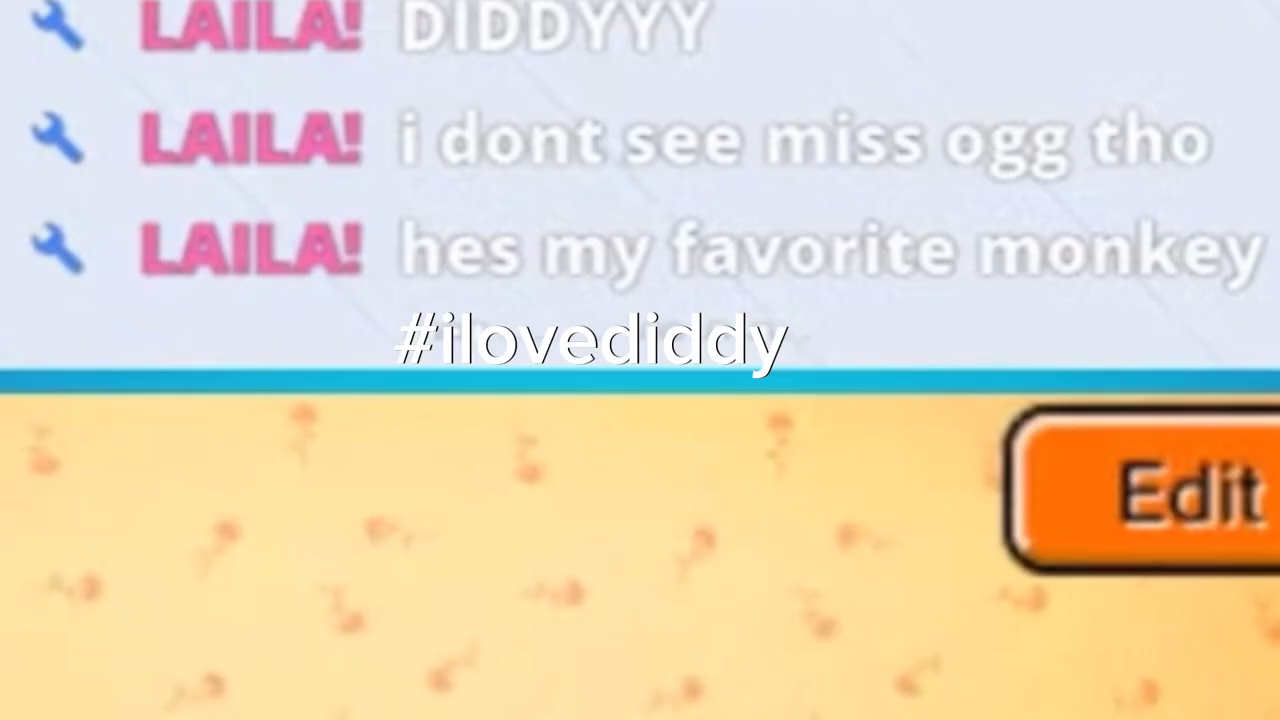 LAILA! DIDDYYY
LAILA! i dont see miss ogg tho
LAILA! hes my favorite monkey
#ilovediddy
Edit